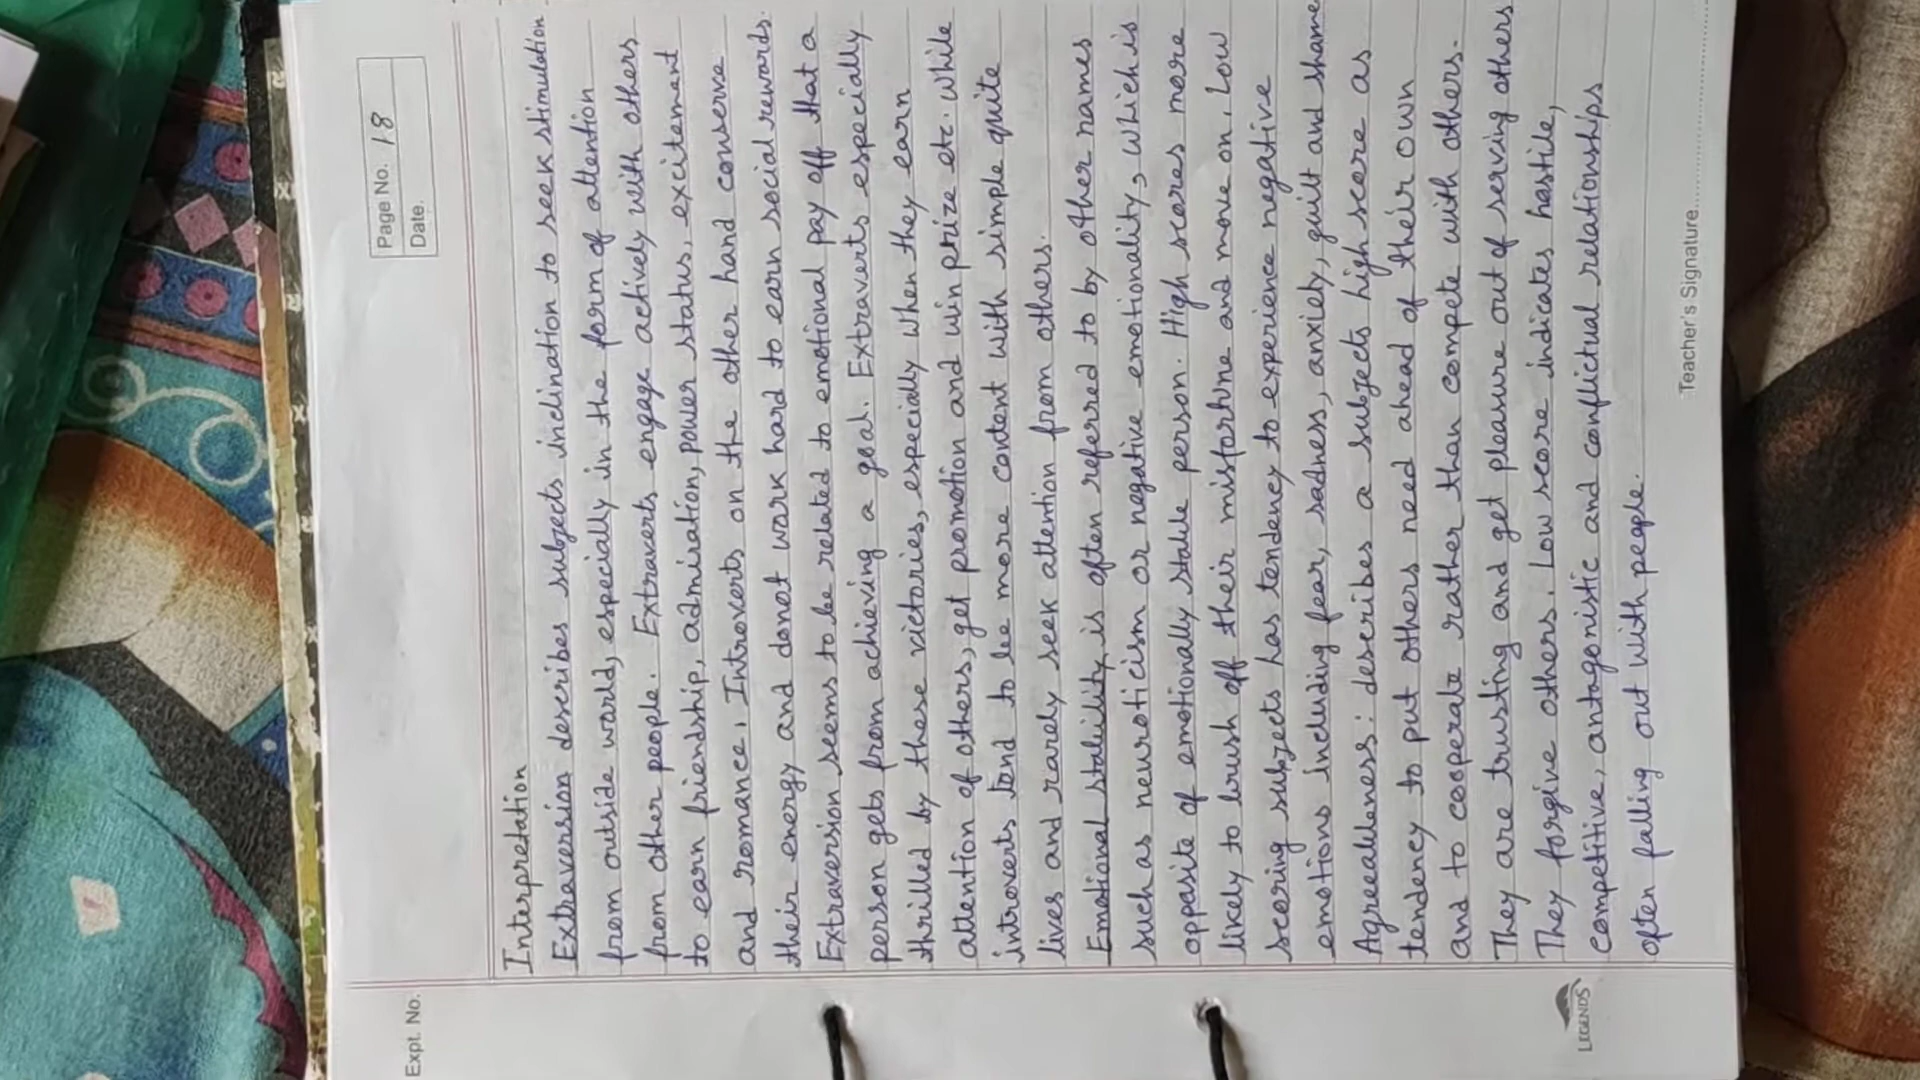 Expt. No.
Page No. 18
Date.
Interpretation
Extraversion describes subjects inclination to seek stimulation
from outside world, especially in the form of attention
from other people. Extraverts engage actively with others
to earn friendship, admiration, power status, excitement
and romance. Introverts on the other hand conserve
their energy and donot work hard to earn social rewards.
Extraversion seems to be related to emotional pay off that a
person gets from achieving a goal. Extraverts especially
thrilled by these victories, especially when they earn
attention of others, get promotion and win prize etc. while
introverts tend to be more content with simple quite
lives and rarely seek attention from others.
Emotional stability is often referred to by other names
such as neuroticism or negative emotionality, which is
opposite of emotionally stable person. High scores more
likely to brush off their misfortune and move on. Low
scoring subjects has tendency to experience negative
emotions including fear, sadness, anxiety, guilt and shame
Agreeableness: describes a subjects high score as
tendency to put others need ahead of their own
and to cooperate rather than compete with others.
They are trusting and get pleasure out of serving others
They forgive others. Low score indicates hostile,
competitive, antagonistic and conflictual relationships
often falling out with people.
LEGENDS
Teacher's Signature